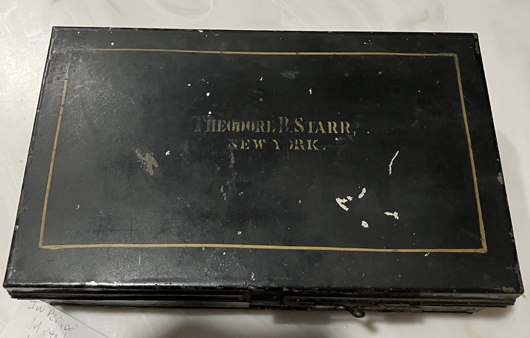 THEODORE B. STARR,
NEW YORK.